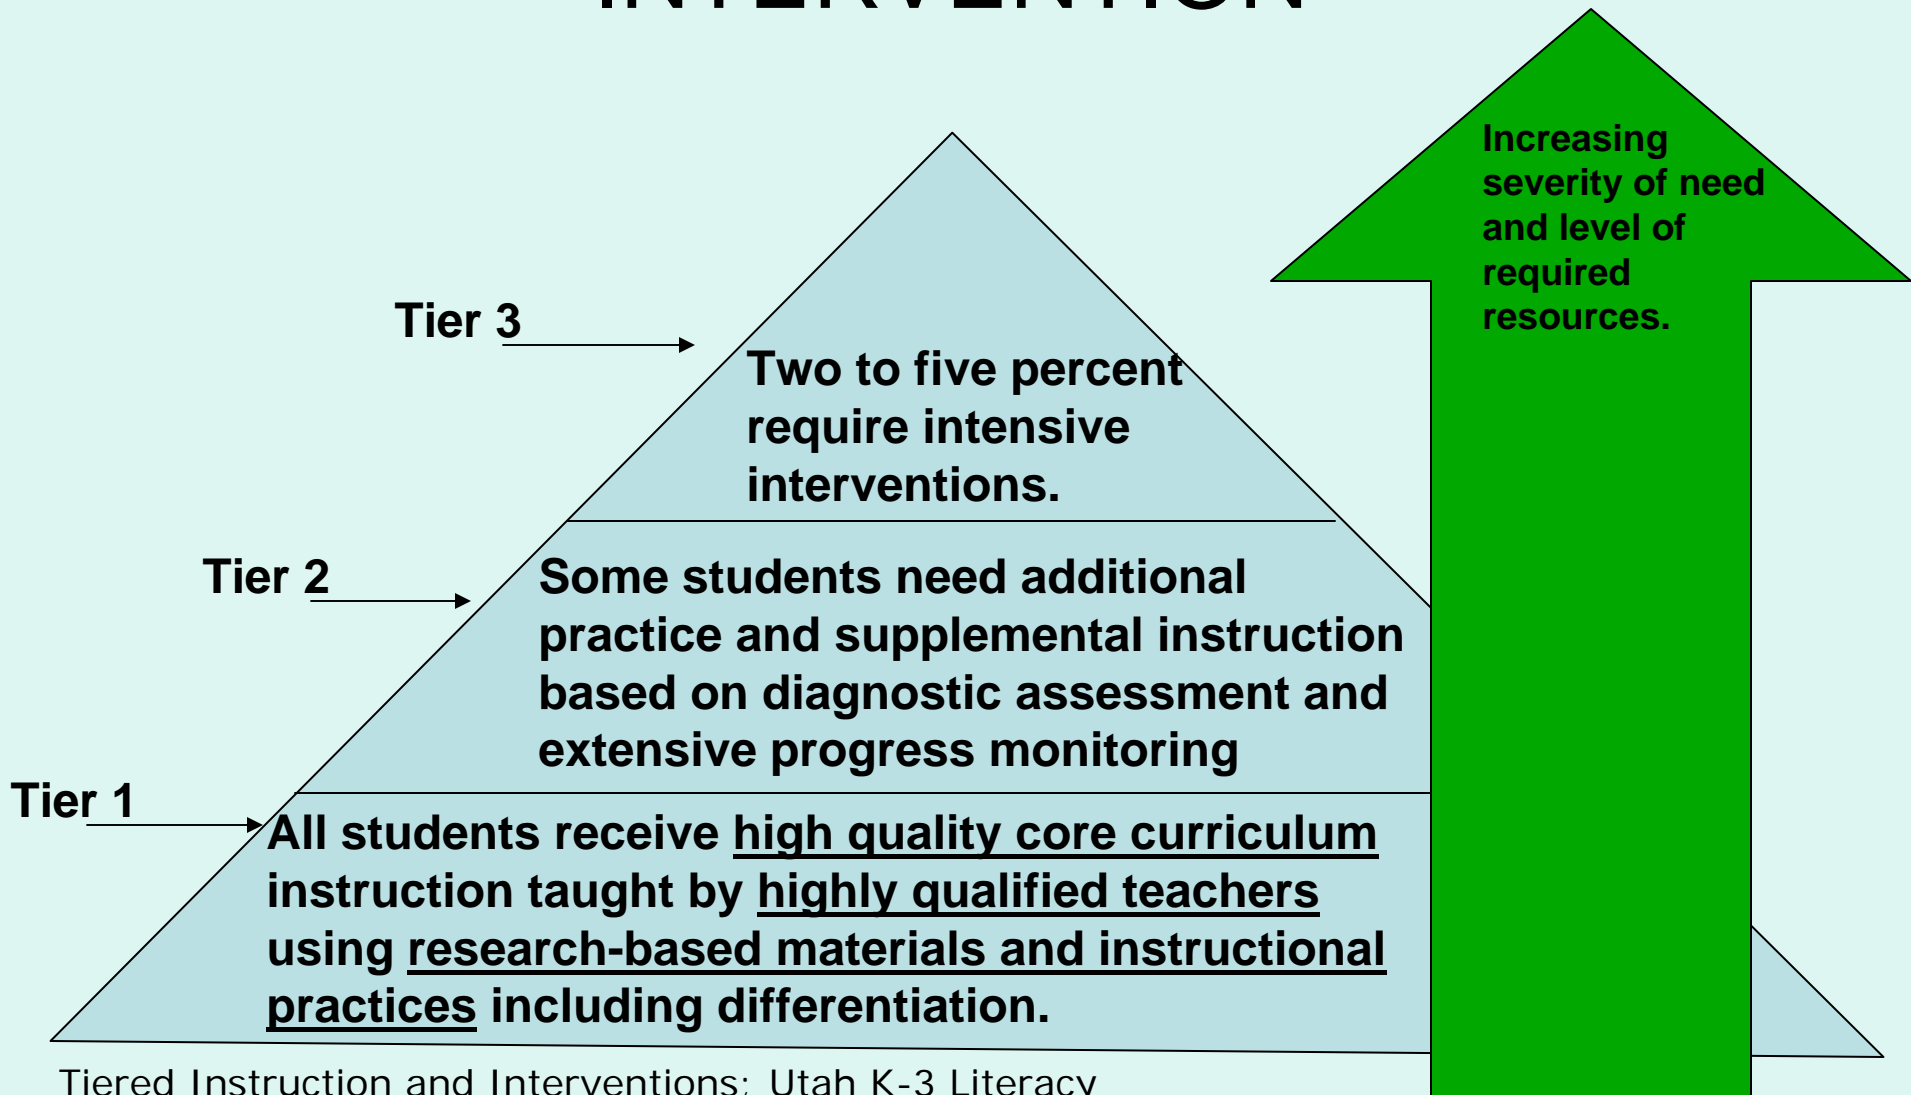 INTERVENTION
Increasing
severity of need
and level of
required
resources.
Tier 3
Two to five percent
require intensive
interventions.
Tier 2
Some students need additional
practice and supplemental instruction
based on diagnostic assessment and
extensive progress monitoring
Tier 1
All students receive high quality core curriculum
instruction taught by highly qualified teachers
using research-based materials and instructional
practices including differentiation.
Tiered Instruction and Interventions; Utah K-3 Literacy